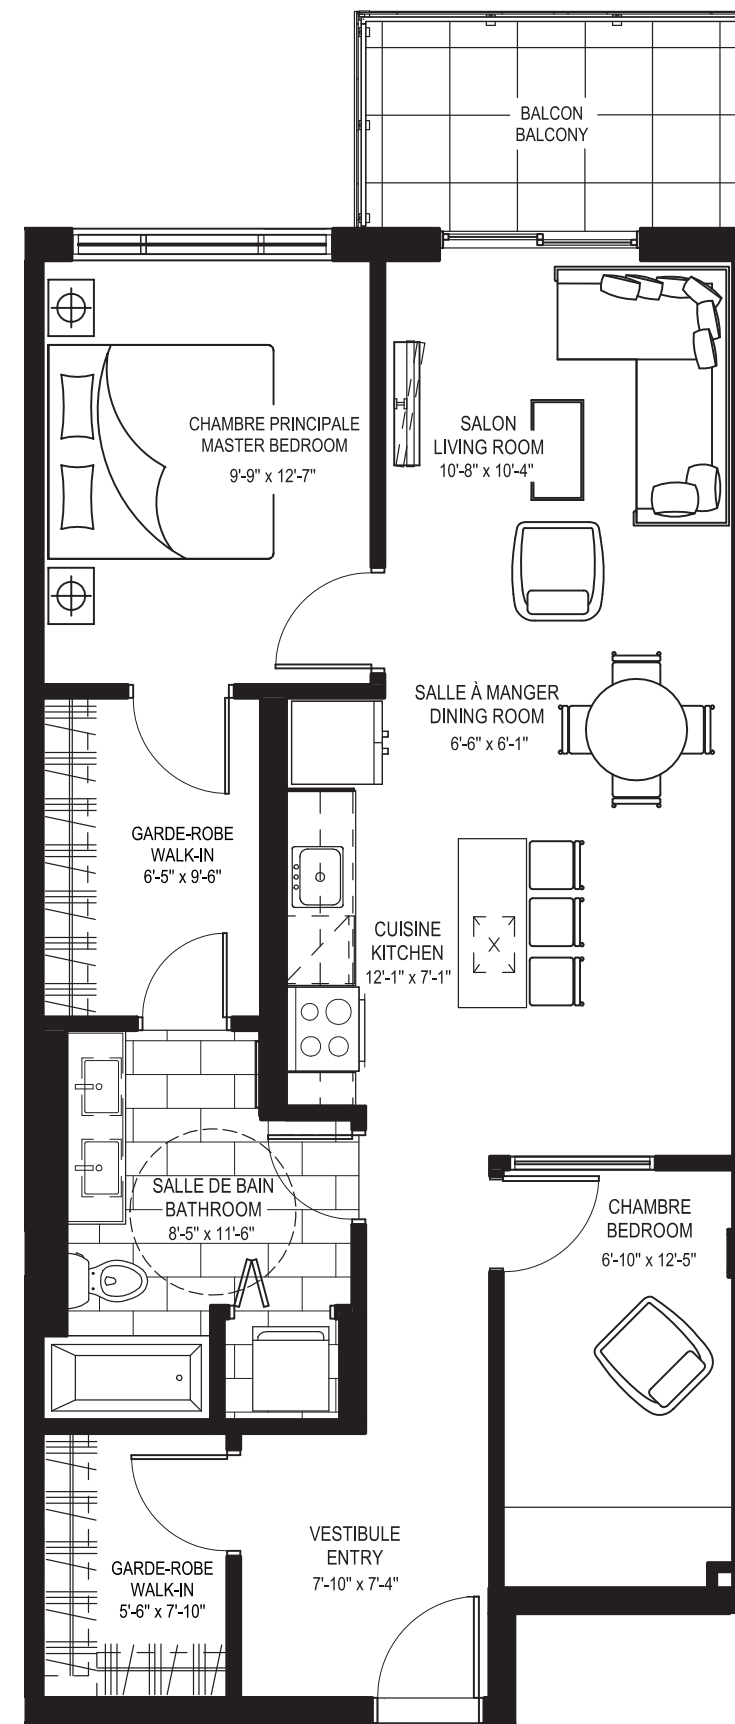 BALCON
BALCONY
CHAMBRE PRINCIPALE
MASTER BEDROOM
9'-9" x 12'-7"
SALON
LIVING ROOM
10'-8" x 10'-4"
SALLE À MANGER
DINING ROOM
6'-6" x 6'-1"
GARDE-ROBE
WALK-IN
6'-5" x 9'-6"
CUISINE
KITCHEN
12'-1" x 7'-1"
SALLE DE BAIN
BATHROOM
8'-5" x 11'-6"
CHAMBRE
BEDROOM
6'-10" x 12'-5"
VESTIBULE
ENTRY
7'-10" x 7'-4"
GARDE-ROBE
WALK-IN
5'-6" x 7'-10"